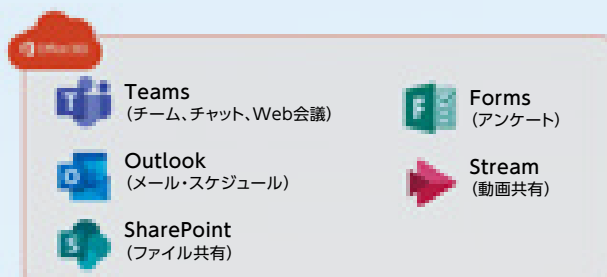 Office 365
Teams
(チーム、チャット、Web会議)
Outlook
(メール・スケジュール)
SharePoint
(ファイル共有)
Forms
(アンケート)
Stream
(動画共有)